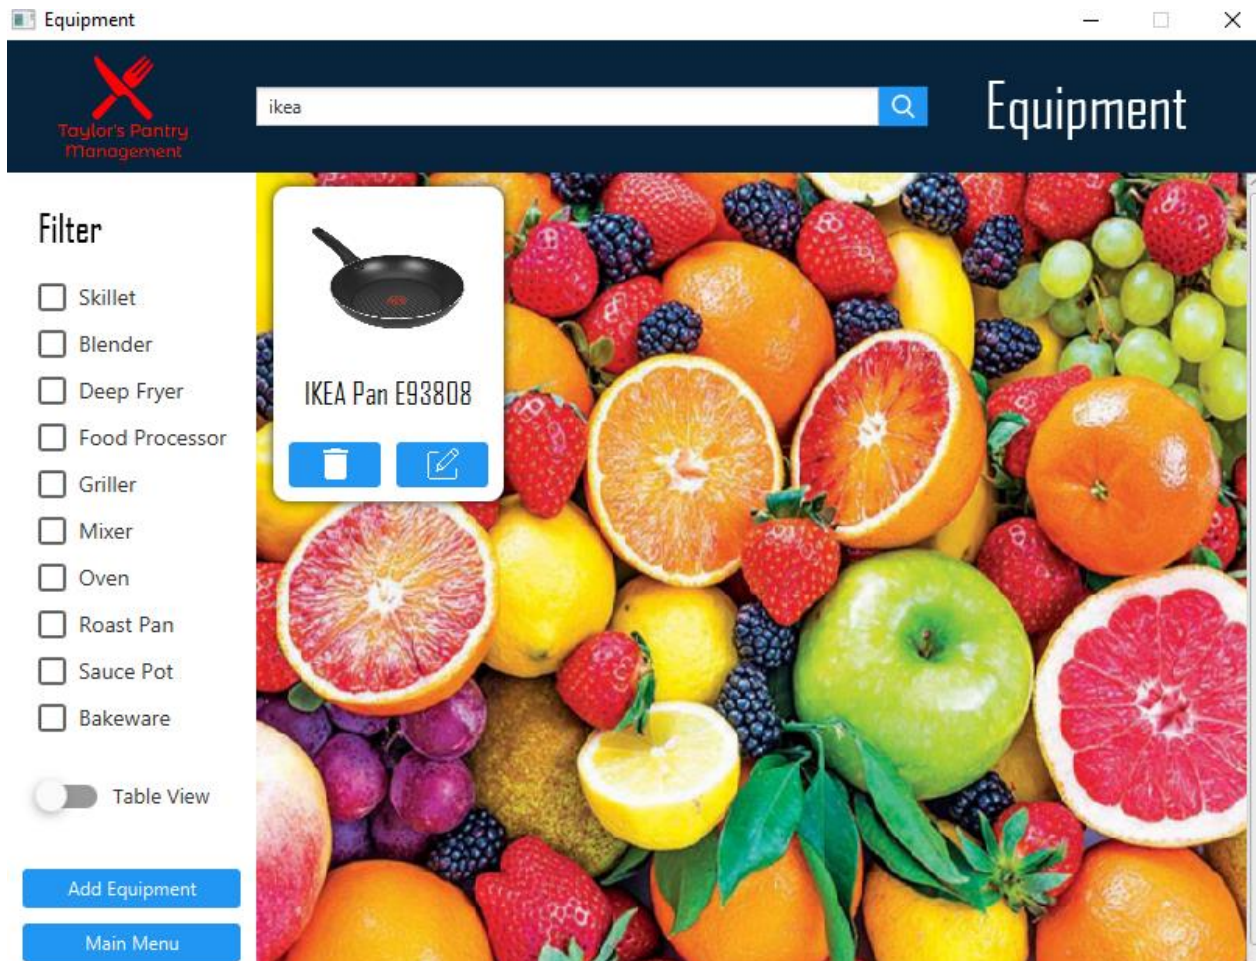 Equipment
Taylor's Pantry
Management
ikea
Equipment
Filter
Skillet
Blender
Deep Fryer
Food Processor
Griller
Mixer
Oven
Roast Pan
Sauce Pot
Bakeware
Table View
Add Equipment
Main Menu
IKEA Pan E93808